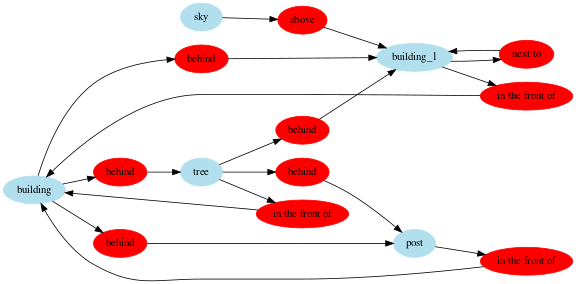 sky
above
behind
building_1
next to
in the front of
behind
building
behind
tree
behind
in the front of
behind
post
in the front of